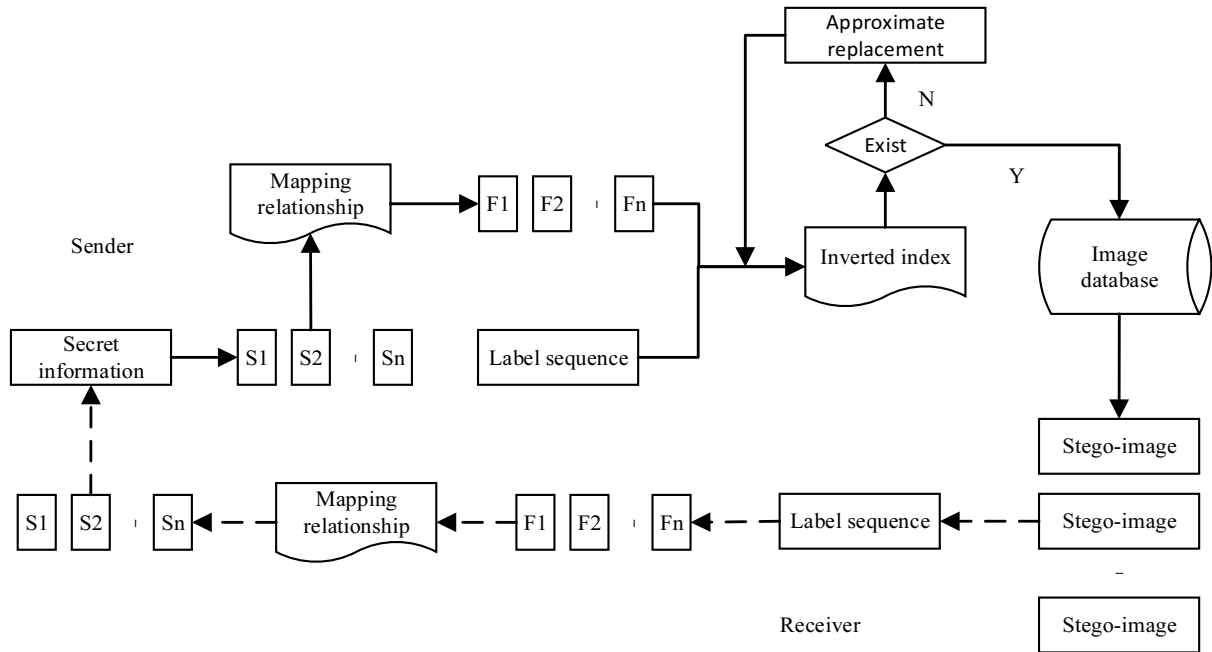 Approximate
replacement
N
Exist
Y
Mapping
relationship
F1 F2 Fn
Sender
Inverted index
Image
database
Secret
information
S1 S2 Sn
Label sequence
Stego-image
S1 S2 Sn
Mapping
relationship
F1 F2 Fn
Label sequence
Stego-image
Receiver
Stego-image